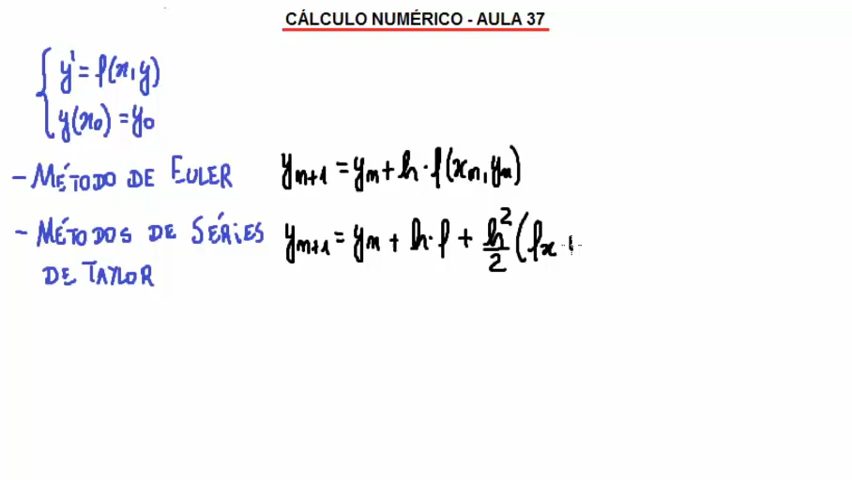 CÁLCULO NUMÉRICO - AULA 37
y' = f(x,y)
y(x₀) = y₀
- MÉTODO DE EULER yₙ₊₁ = yₙ + h · f(xₙ, yₙ)
- MÉTODOS DE SÉRIES yₙ₊₁ = yₙ + h · f + h²/2 (fx +
DE TAYLOR